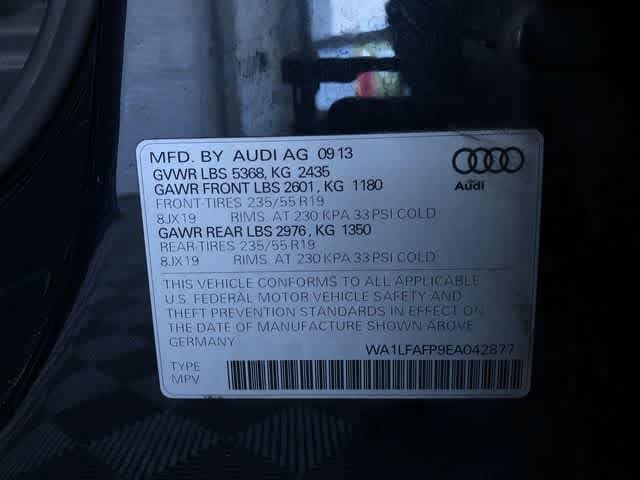 MFD. BY AUDI AG 0913
GVWR LBS 5368, KG 2435
GAWR FRONT LBS 2601, KG 1180
FRONT-TIRES 235/55 R19
8JX19 RIMS. AT 230 KPA 33 PSI COLD
GAWR REAR LBS 2976, KG 1350
REAR-TIRES 235/55 R19
8JX19 RIMS. AT 230 KPA 33 PSI COLD
Audi
THIS VEHICLE CONFORMS TO ALL APPLICABLE
U.S. FEDERAL MOTOR VEHICLE SAFETY AND
THEFT PREVENTION STANDARDS IN EFFECT ON
THE DATE OF MANUFACTURE SHOWN ABOVE.
GERMANY
WA1LFAFP9EA042877
TYPE
MPV